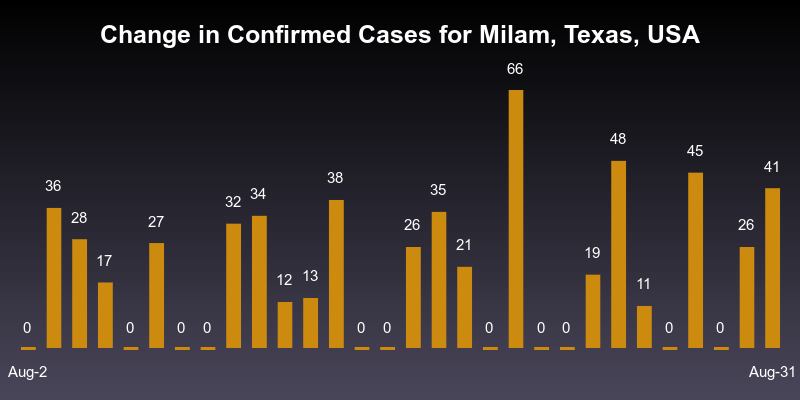 Change in Confirmed Cases for Milam, Texas, USA
0 36 28 17 0 27 0 0 32 34 12 13 38 0 0 26 35 21 0 66 0 0 19 48 11 0 45 0 26 41
Aug-2 Aug-31